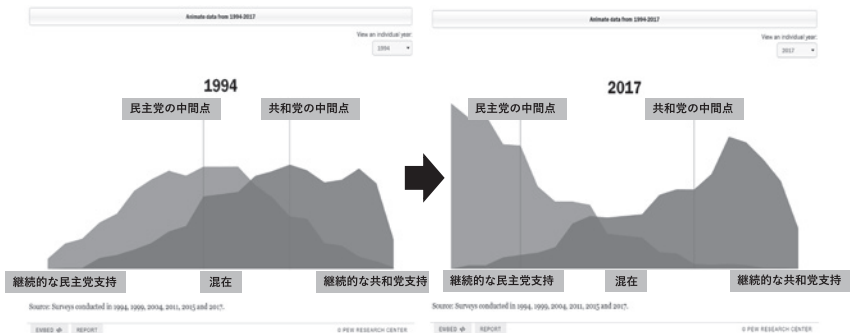 Animate data from 1994-2017
View an individual year:
1994
1994
民主党の中間点
共和党の中間点
継続的な民主党支持
混在
継続的な共和党支持
Source: Surveys conducted in 1994, 1999, 2004, 2011, 2015 and 2017.
EMBED </> REPORT
© PEW RESEARCH CENTER
Animate data from 1994-2017
View an individual year:
2017
2017
民主党の中間点
共和党の中間点
継続的な民主党支持
混在
継続的な共和党支持
Source: Surveys conducted in 1994, 1999, 2004, 2011, 2015 and 2017.
EMBED </> REPORT
© PEW RESEARCH CENTER